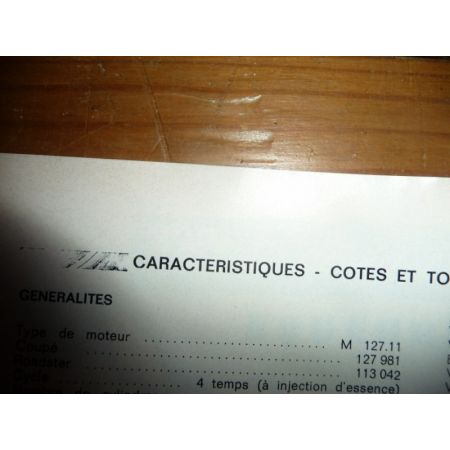 CARACTERISTIQUES - COTES ET TO
GENERALITES
Type de moteur ........................ M 127.11
Coupé ........................ 127 981
Roadster ........................ 113 042
Cycle ............ 4 temps (à injection d'essence)